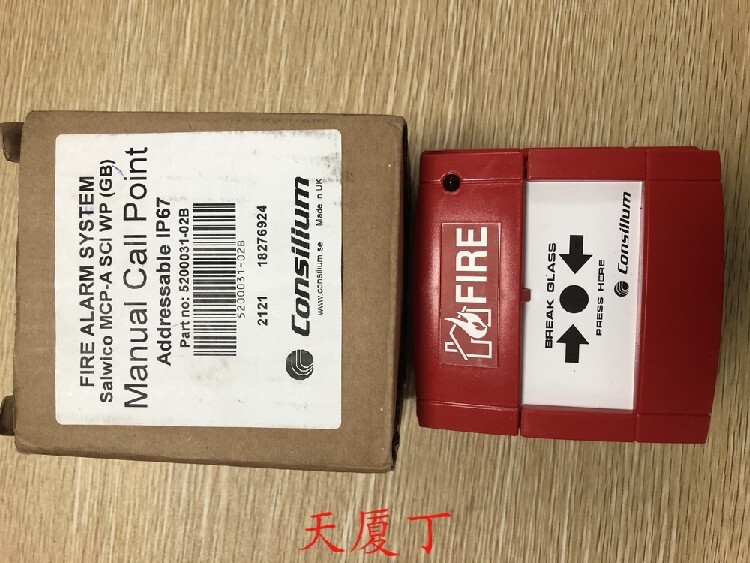 FIRE ALARM SYSTEM
Salwico MCP-A SCI WP (GB)
Manual Call Point
Addressable IP67
Part no: 5200031-02B
5200031-02B
2121 18276924
Consilium
www.consilium.se Made in UK
FIRE
BREAK GLASS
PRESS HERE
Consilium
天厦丁